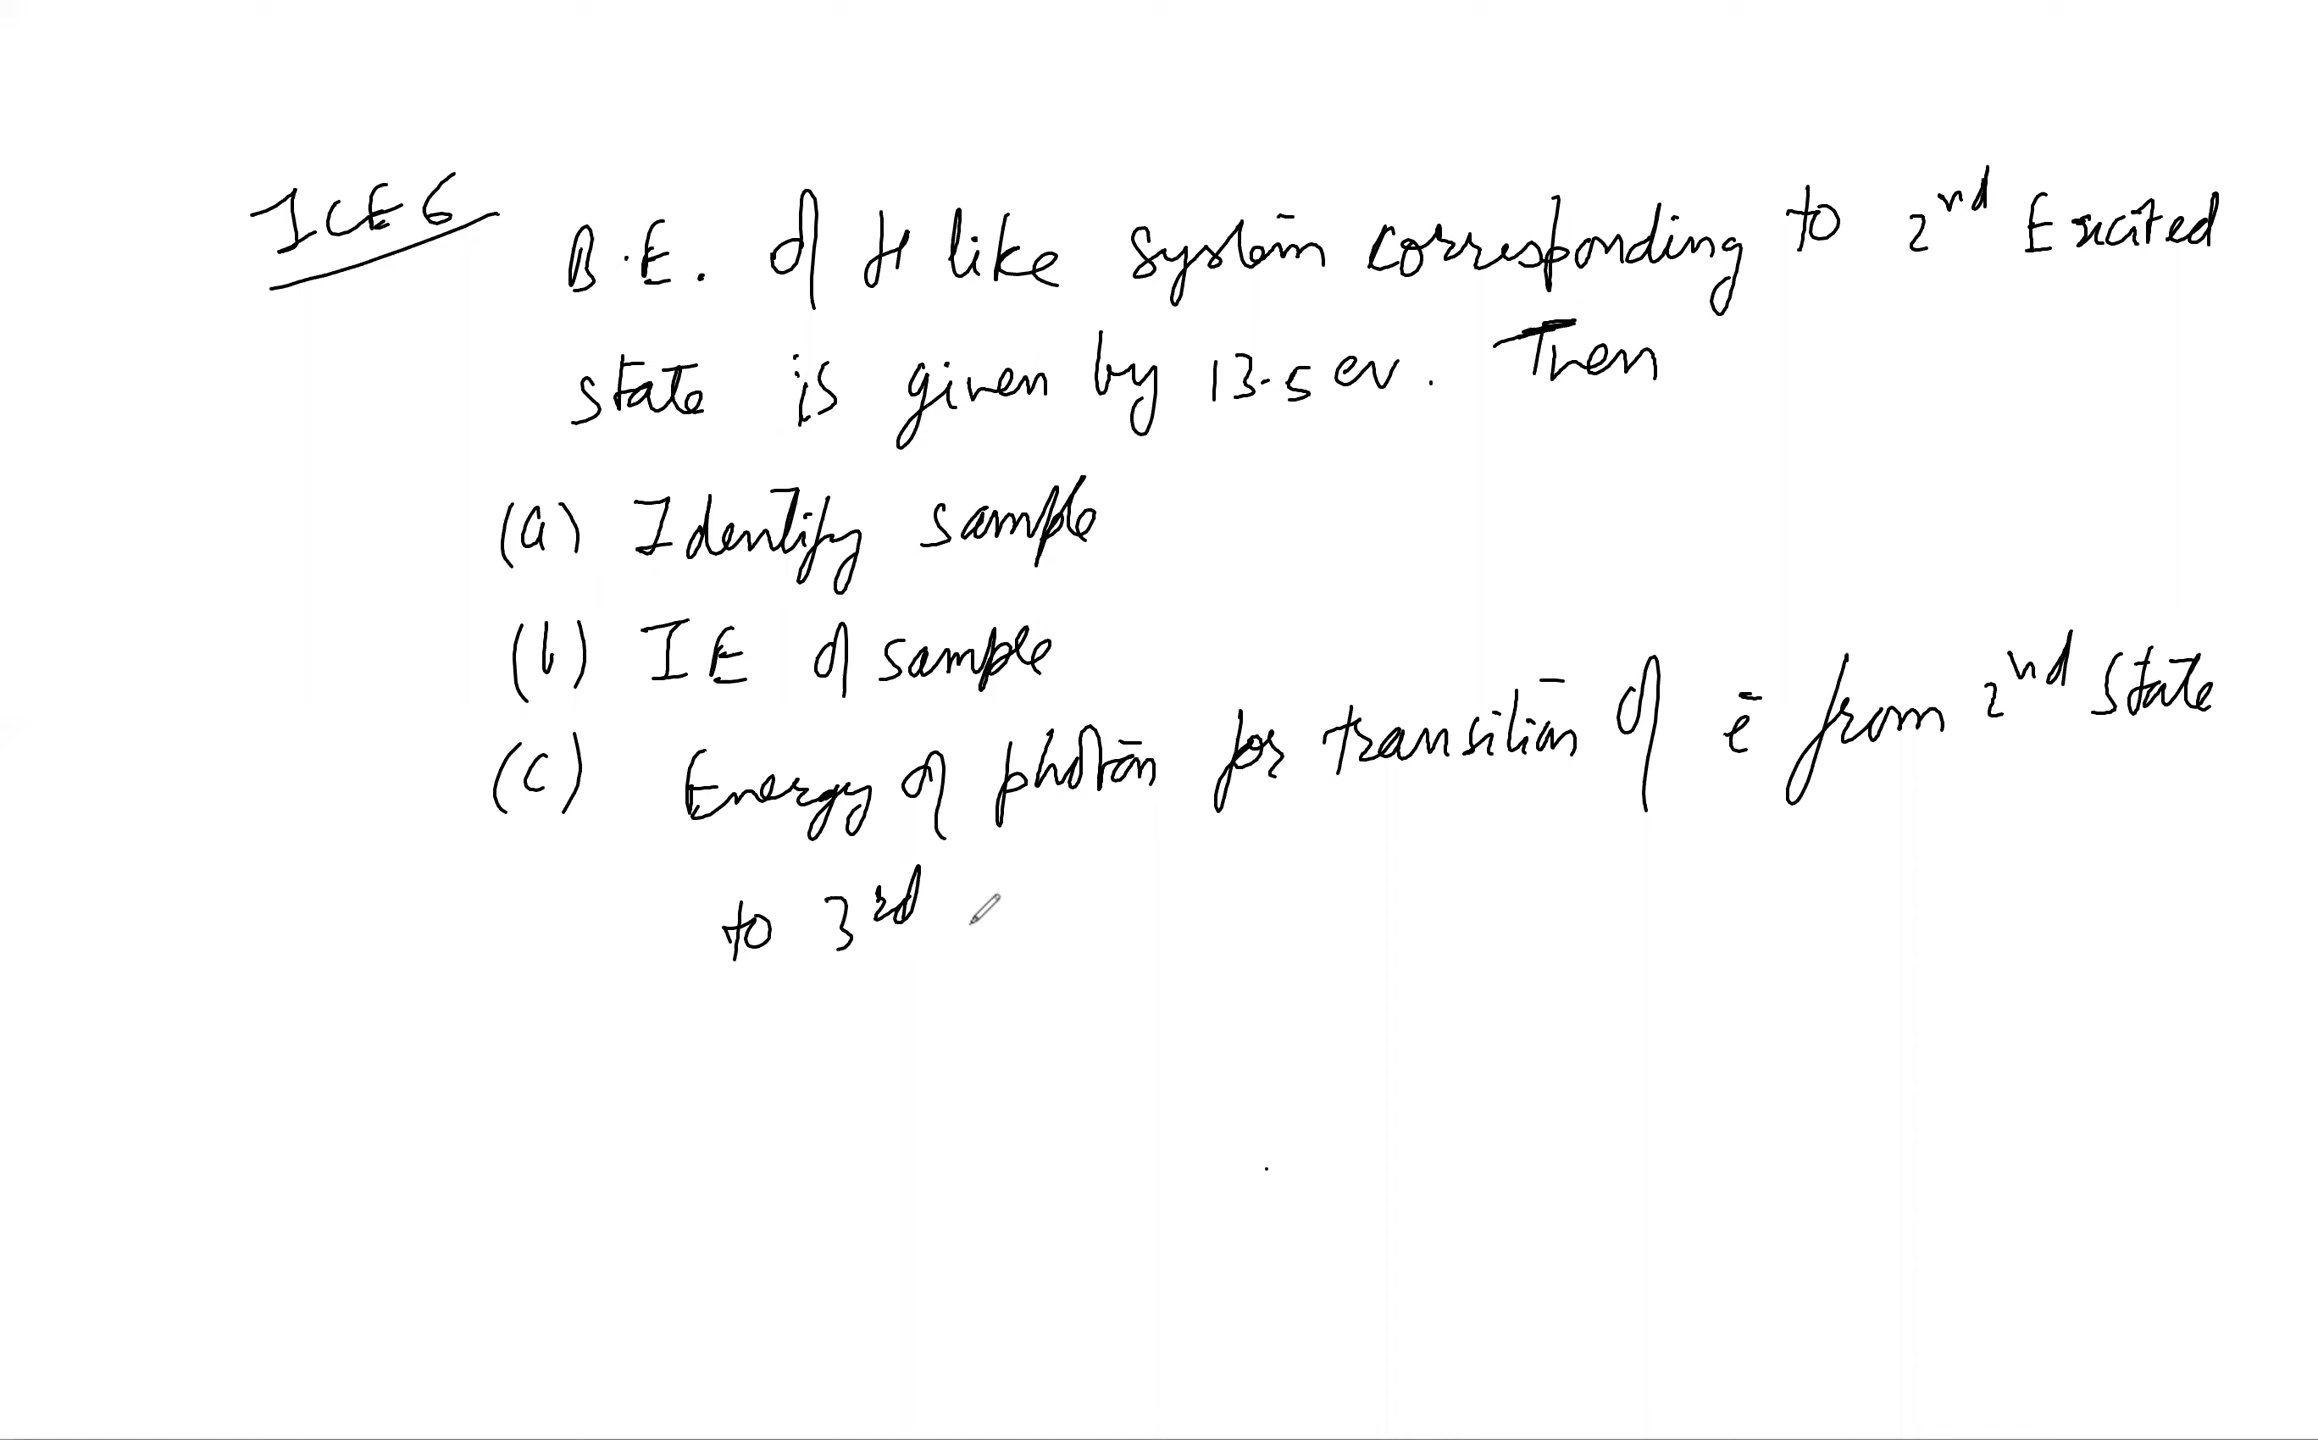 ICE 6 B.E. of H like system corresponding to 2nd Excited
state is given by 13.5 ev. Then
(a) Identify sample
(b) IE of sample
(c) Energy of photon for transition of ē from 2nd state
to 3rd